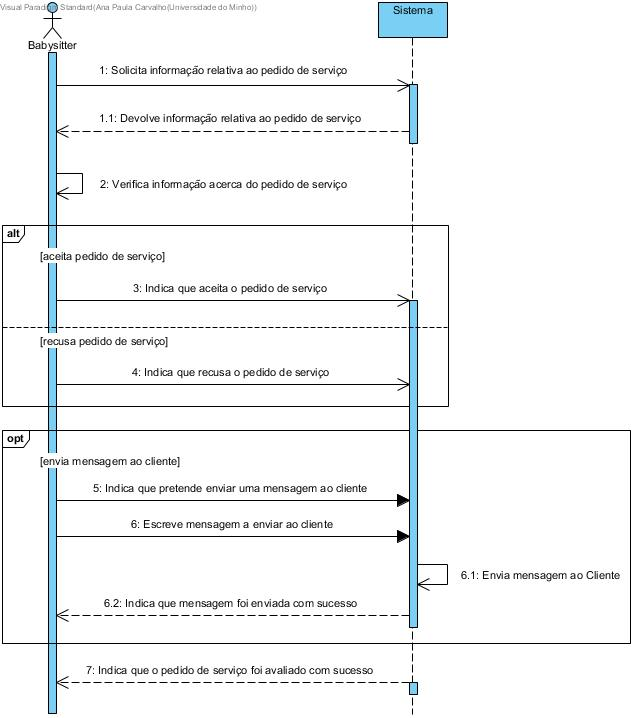 Visual Paradigm Standard(Ana Paula Carvalho(Universidade do Minho))
Sistema
Babysitter
1: Solicita informação relativa ao pedido de serviço
1.1: Devolve informação relativa ao pedido de serviço
2: Verifica informação acerca do pedido de serviço
alt
[aceita pedido de serviço]
3: Indica que aceita o pedido de serviço
[recusa pedido de serviço]
4: Indica que recusa o pedido de serviço
opt
[envia mensagem ao cliente]
5: Indica que pretende enviar uma mensagem ao cliente
6: Escreve mensagem a enviar ao cliente
6.1: Envia mensagem ao Cliente
6.2: Indica que mensagem foi enviada com sucesso
7: Indica que o pedido de serviço foi avaliado com sucesso